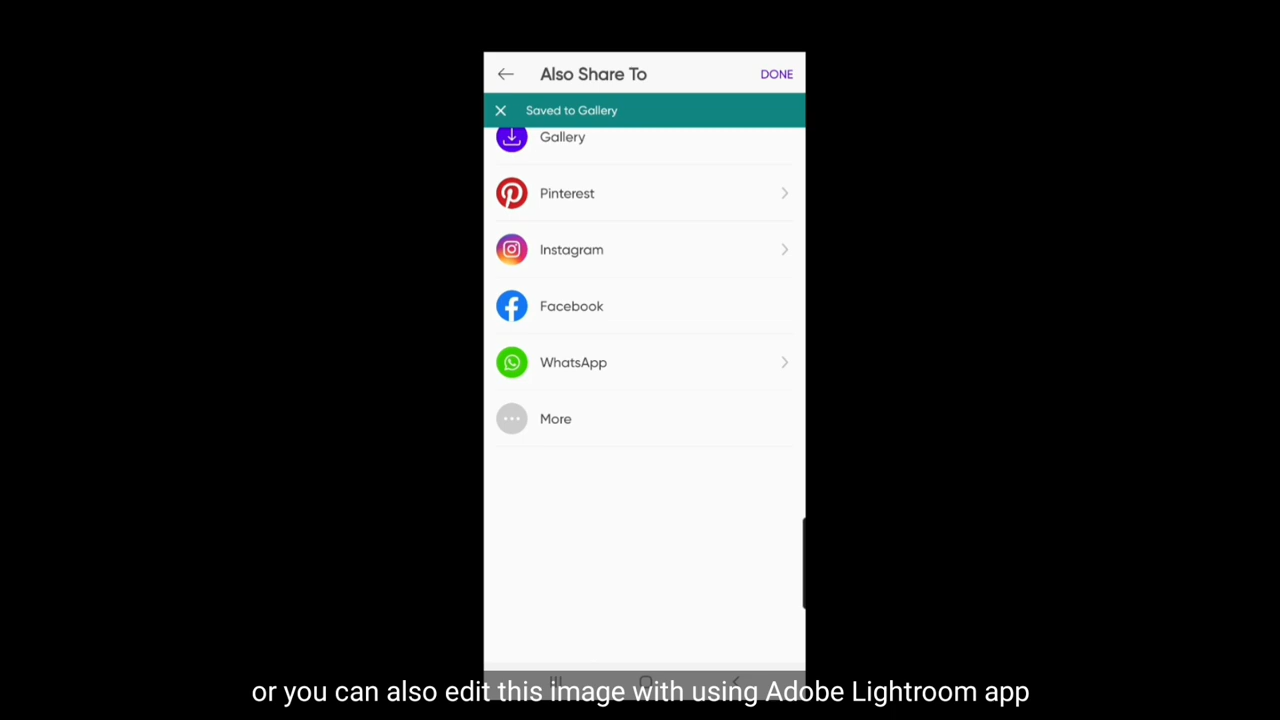 Also Share To
DONE
Saved to Gallery
Gallery
Pinterest
Instagram
Facebook
WhatsApp
More
or you can also edit this image with using Adobe Lightroom app